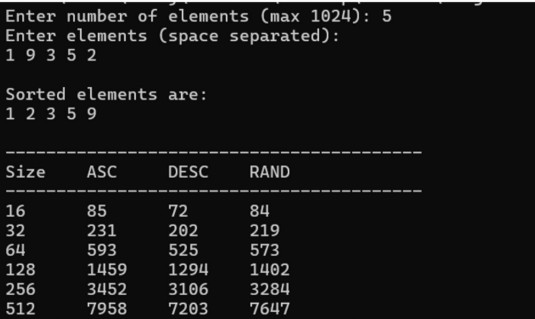 Enter number of elements (max 1024): 5
Enter elements (space separated):
1 9 3 5 2
Sorted elements are:
1 2 3 5 9
-----------------------------------------
Size ASC DESC RAND
-----------------------------------------
16 85 72 84
32 231 202 219
64 593 525 573
128 1459 1294 1402
256 3452 3106 3284
512 7958 7203 7647